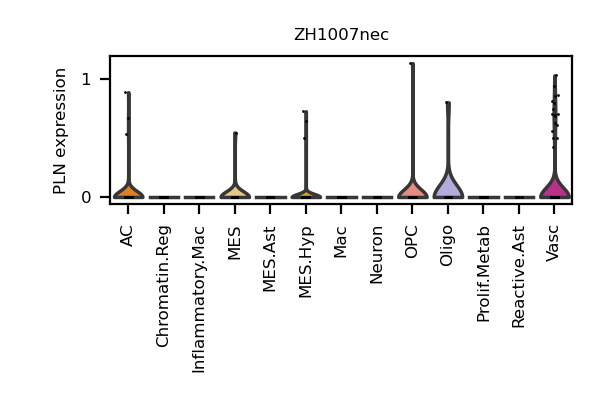 ZH1007nec
PLN expression
1
0
AC
Chromatin.Reg
Inflammatory.Mac
MES
MES.Ast
MES.Hyp
Mac
Neuron
OPC
Oligo
Prolif.Metab
Reactive.Ast
Vasc